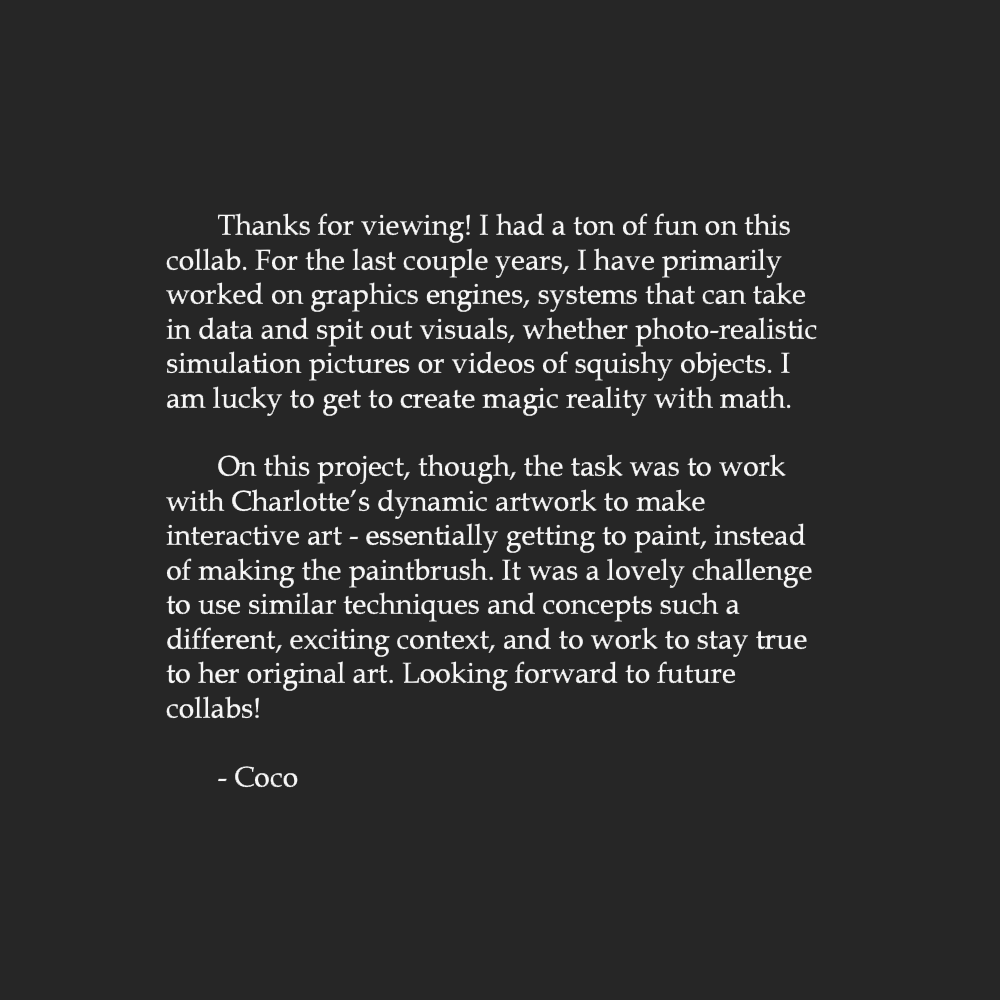 Thanks for viewing! I had a ton of fun on this
collab. For the last couple years, I have primarily
worked on graphics engines, systems that can take
in data and spit out visuals, whether photo-realistic
simulation pictures or videos of squishy objects. I
am lucky to get to create magic reality with math.
On this project, though, the task was to work
with Charlotte’s dynamic artwork to make
interactive art - essentially getting to paint, instead
of making the paintbrush. It was a lovely challenge
to use similar techniques and concepts such a
different, exciting context, and to work to stay true
to her original art. Looking forward to future
collabs!
- Coco